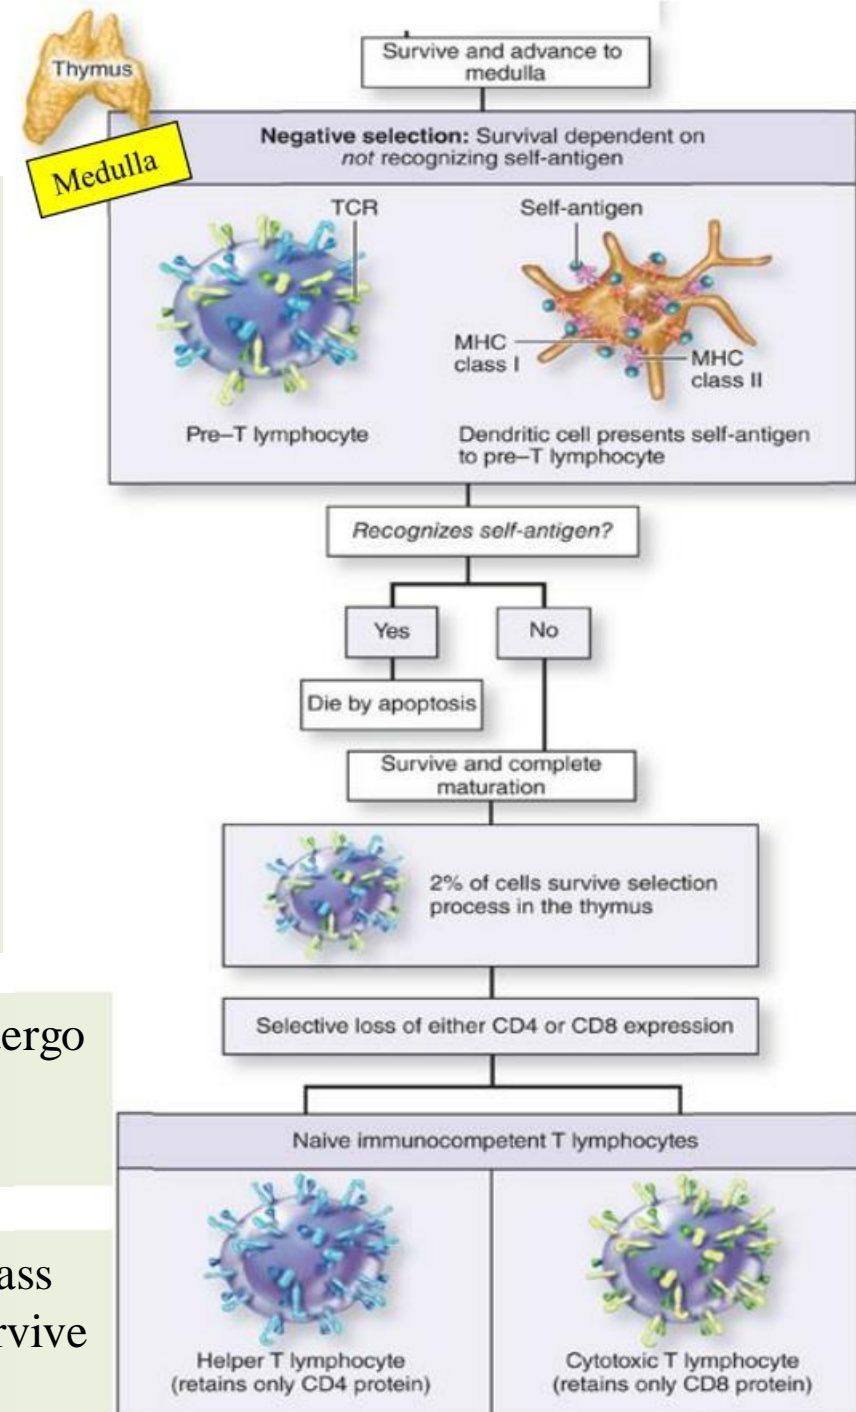 Survive and advance to
medulla
Thymus
Medulla
Negative selection: Survival dependent on
not recognizing self-antigen
TCR
Self-antigen
MHC
class I
MHC
class II
Pre–T lymphocyte
Dendritic cell presents self-antigen
to pre–T lymphocyte
Recognizes self-antigen?
Yes
No
Die by apoptosis
Survive and complete
maturation
2% of cells survive selection
process in the thymus
Selective loss of either CD4 or CD8 expression
ergo
Naive immunocompetent T lymphocytes
ass
rvive
Helper T lymphocyte
(retains only CD4 protein)
Cytotoxic T lymphocyte
(retains only CD8 protein)